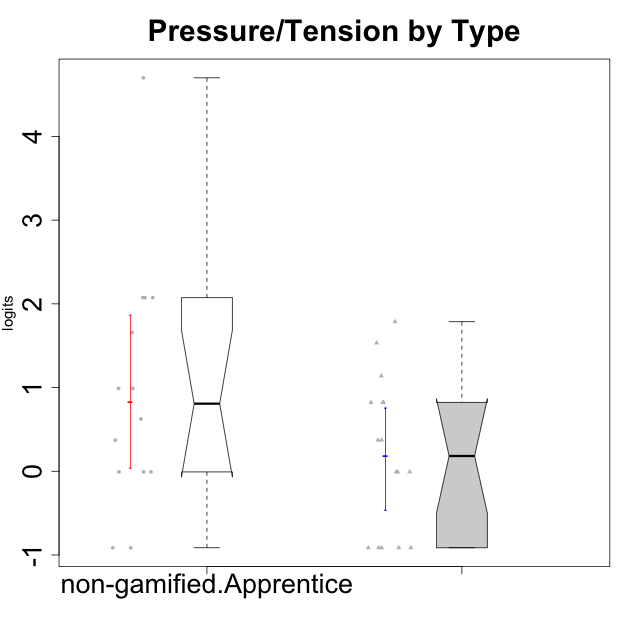 Pressure/Tension by Type
logits
4
3
2
1
0
-1
non-gamified.Apprentice